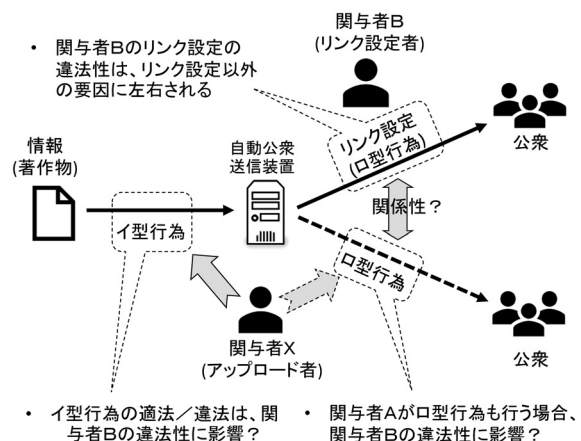 • 関与者Bのリンク設定の
違法性は、リンク設定以外
の要因に左右される
関与者B
(リンク設定者)
情報
(著作物)
自動公衆
送信装置
リンク設定
(ロ型行為)
公衆
イ型行為
関係性？
ロ型行為
関与者X
(アップロード者)
公衆
• イ型行為の適法／違法は、関
与者Bの違法性に影響？
• 関与者Aがロ型行為も行う場合、
関与者Bの違法性に影響？